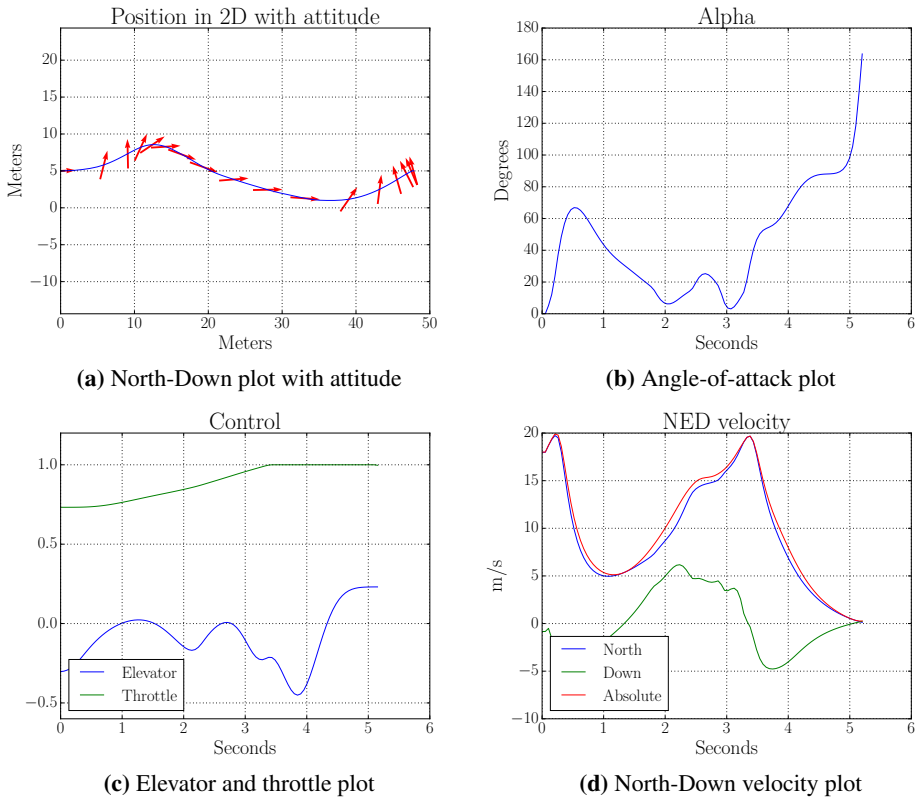 Position in 2D with attitude
20
15
10
5
0
−5
−10
Meters
0 10 20 30 40 50
Meters
(a) North-Down plot with attitude
Alpha
180
160
140
120
100
80
60
40
20
0
Degrees
0 1 2 3 4 5 6
Seconds
(b) Angle-of-attack plot
Control
1.0
0.5
0.0
−0.5
Elevator
Throttle
0 1 2 3 4 5 6
Seconds
(c) Elevator and throttle plot
NED velocity
20
15
10
5
0
−5
−10
m/s
North
Down
Absolute
0 1 2 3 4 5 6
Seconds
(d) North-Down velocity plot